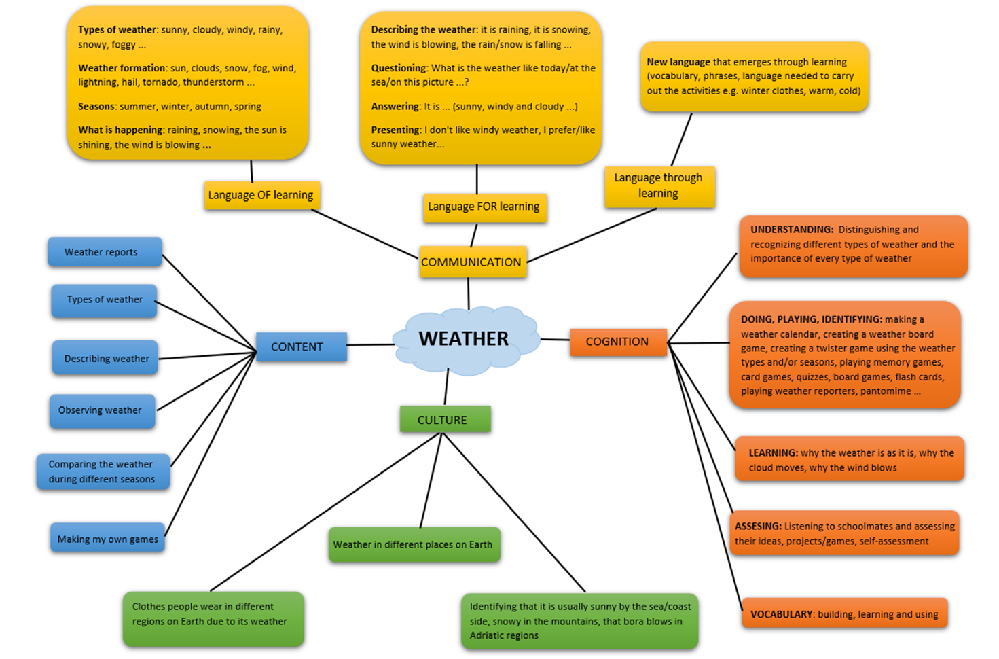 Types of weather: sunny, cloudy, windy, rainy,
snowy, foggy ...
Weather formation: sun, clouds, snow, fog, wind,
lightning, hail, tornado, thunderstorm ...
Seasons: summer, winter, autumn, spring
What is happening: raining, snowing, the sun is
shining, the wind is blowing ...
Describing the weather: it is raining, it is snowing,
the wind is blowing, the rain/snow is falling ...
Questioning: What is the weather like today/at the
sea/on this picture ...?
Answering: It is ... (sunny, windy and cloudy ...)
Presenting: I don't like windy weather, I prefer/like
sunny weather...
New language that emerges through learning
(vocabulary, phrases, language needed to carry
out the activities e.g. winter clothes, warm, cold)
Language OF learning
Language FOR learning
Language through
learning
COMMUNICATION
WEATHER
CONTENT
Weather reports
Types of weather
Describing weather
Observing weather
Comparing the weather
during different seasons
Making my own games
COGNITION
UNDERSTANDING: Distinguishing and
recognizing different types of weather and the
importance of every type of weather
DOING, PLAYING, IDENTIFYING: making a
weather calendar, creating a weather board
game, creating a twister game using the weather
types and/or seasons, playing memory games,
card games, quizzes, board games, flash cards,
playing weather reporters, pantomime ...
LEARNING: why the weather is as it is, why the
cloud moves, why the wind blows
ASSESING: Listening to schoolmates and assessing
their ideas, projects/games, self-assessment
VOCABULARY: building, learning and using
CULTURE
Weather in different places on Earth
Clothes people wear in different
regions on Earth due to its weather
Identifying that it is usually sunny by the sea/coast
side, snowy in the mountains, that bora blows in
Adriatic regions